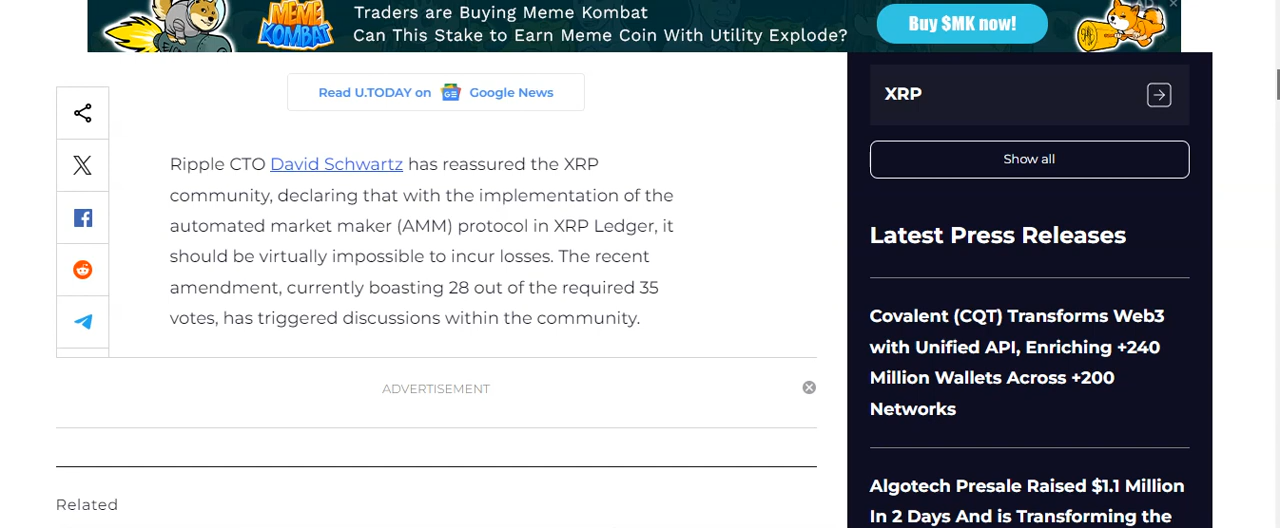 Traders are Buying Meme Kombat
Can This Stake to Earn Meme Coin With Utility Explode?
MEME
KOMBAT
Buy $MK now!
Read U.TODAY on Google News
Ripple CTO David Schwartz has reassured the XRP
community, declaring that with the implementation of the
automated market maker (AMM) protocol in XRP Ledger, it
should be virtually impossible to incur losses. The recent
amendment, currently boasting 28 out of the required 35
votes, has triggered discussions within the community.
ADVERTISEMENT
Related
XRP
Show all
Latest Press Releases
Covalent (CQT) Transforms Web3
with Unified API, Enriching +240
Million Wallets Across +200
Networks
Algotech Presale Raised $1.1 Million
In 2 Days And is Transforming the